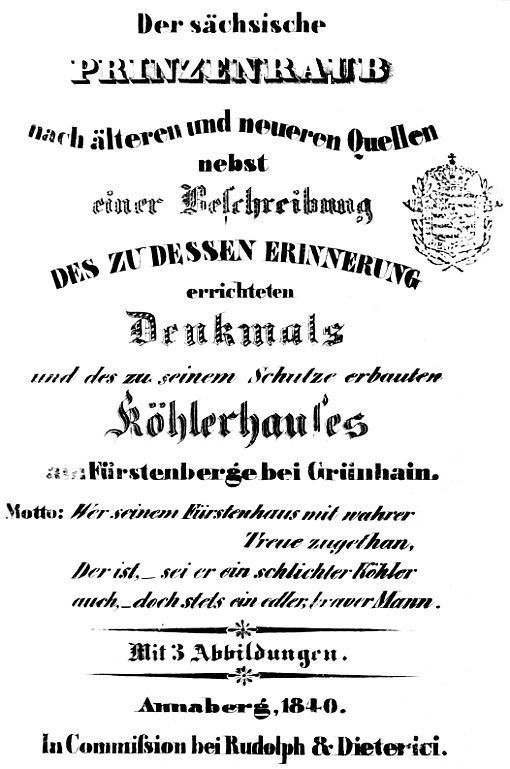 Der sächsische
PRINZENRAUB
nach älteren und neueren Quellen
nebst
einer Beſchreibung
DES ZU DESSEN ERINNERUNG
errichteten
Denkmals
und des zu seinem Schutze erbauten
Köhlerhauſes
am Fürstenberge bei Grünhain.
Motto: Wer seinem Fürstenhaus mit wahrer
Treue zugethan,
Der ist,_ sei er ein schlichter Köhler
auch,_ doch stets ein edler, braver Mann.
Mit 3 Abbildungen.
Annaberg, 1840.
In Commiſsion bei Rudolph & Dieterici.